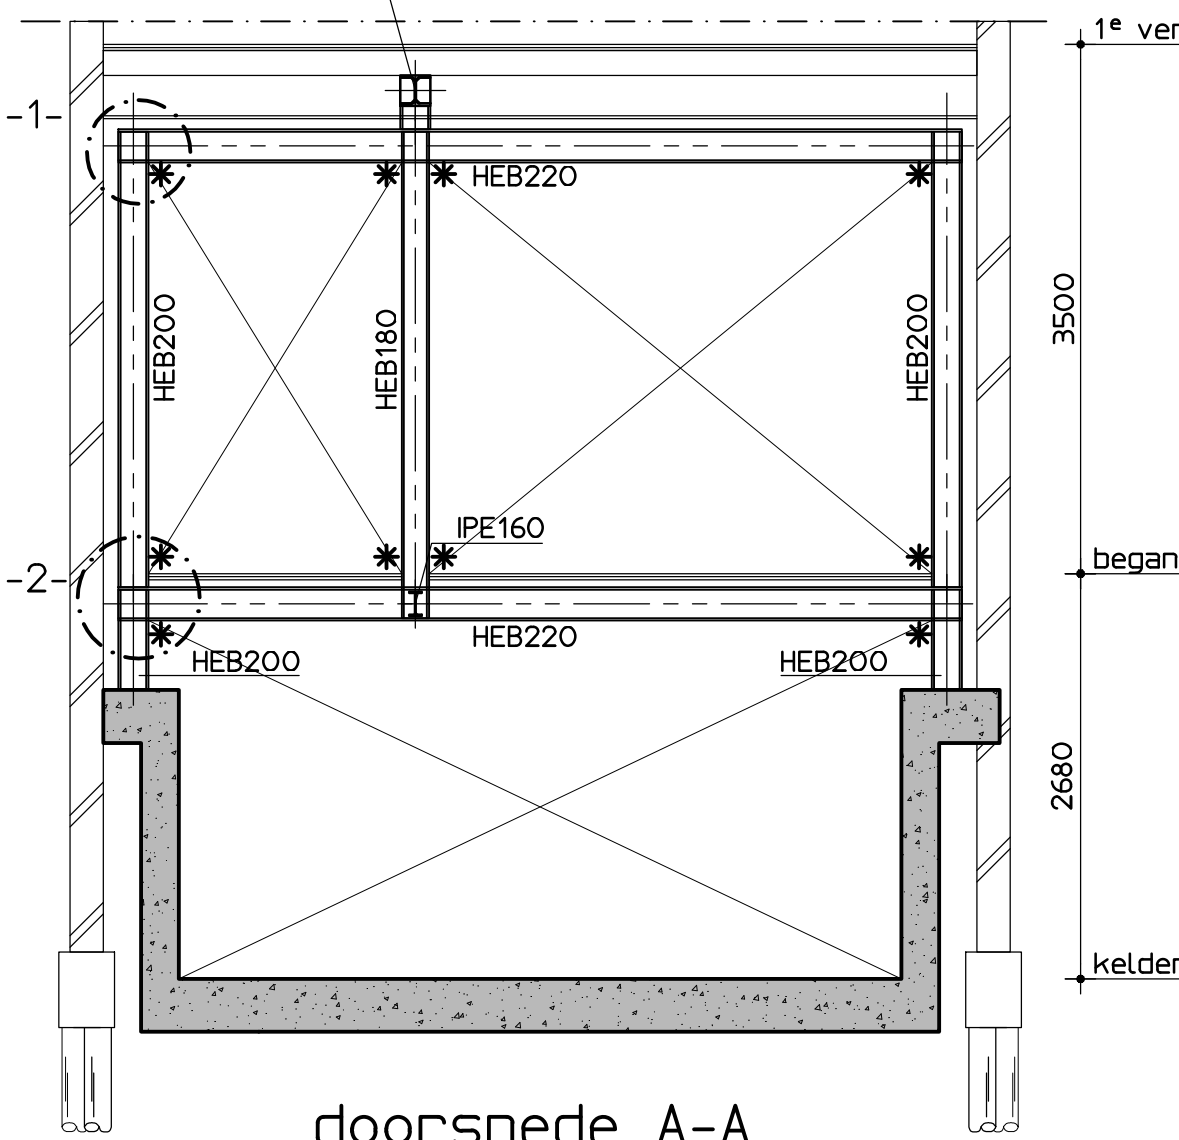 1e ver
-1-
HEB220
HEB200
HEB180
HEB200
3500
IPE160
began
-2-
HEB220
HEB200
HEB200
2680
kelder
doorsnede A-A